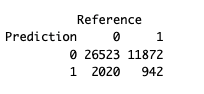 Reference
Prediction 0 1
0 26523 11872
1 2020 942